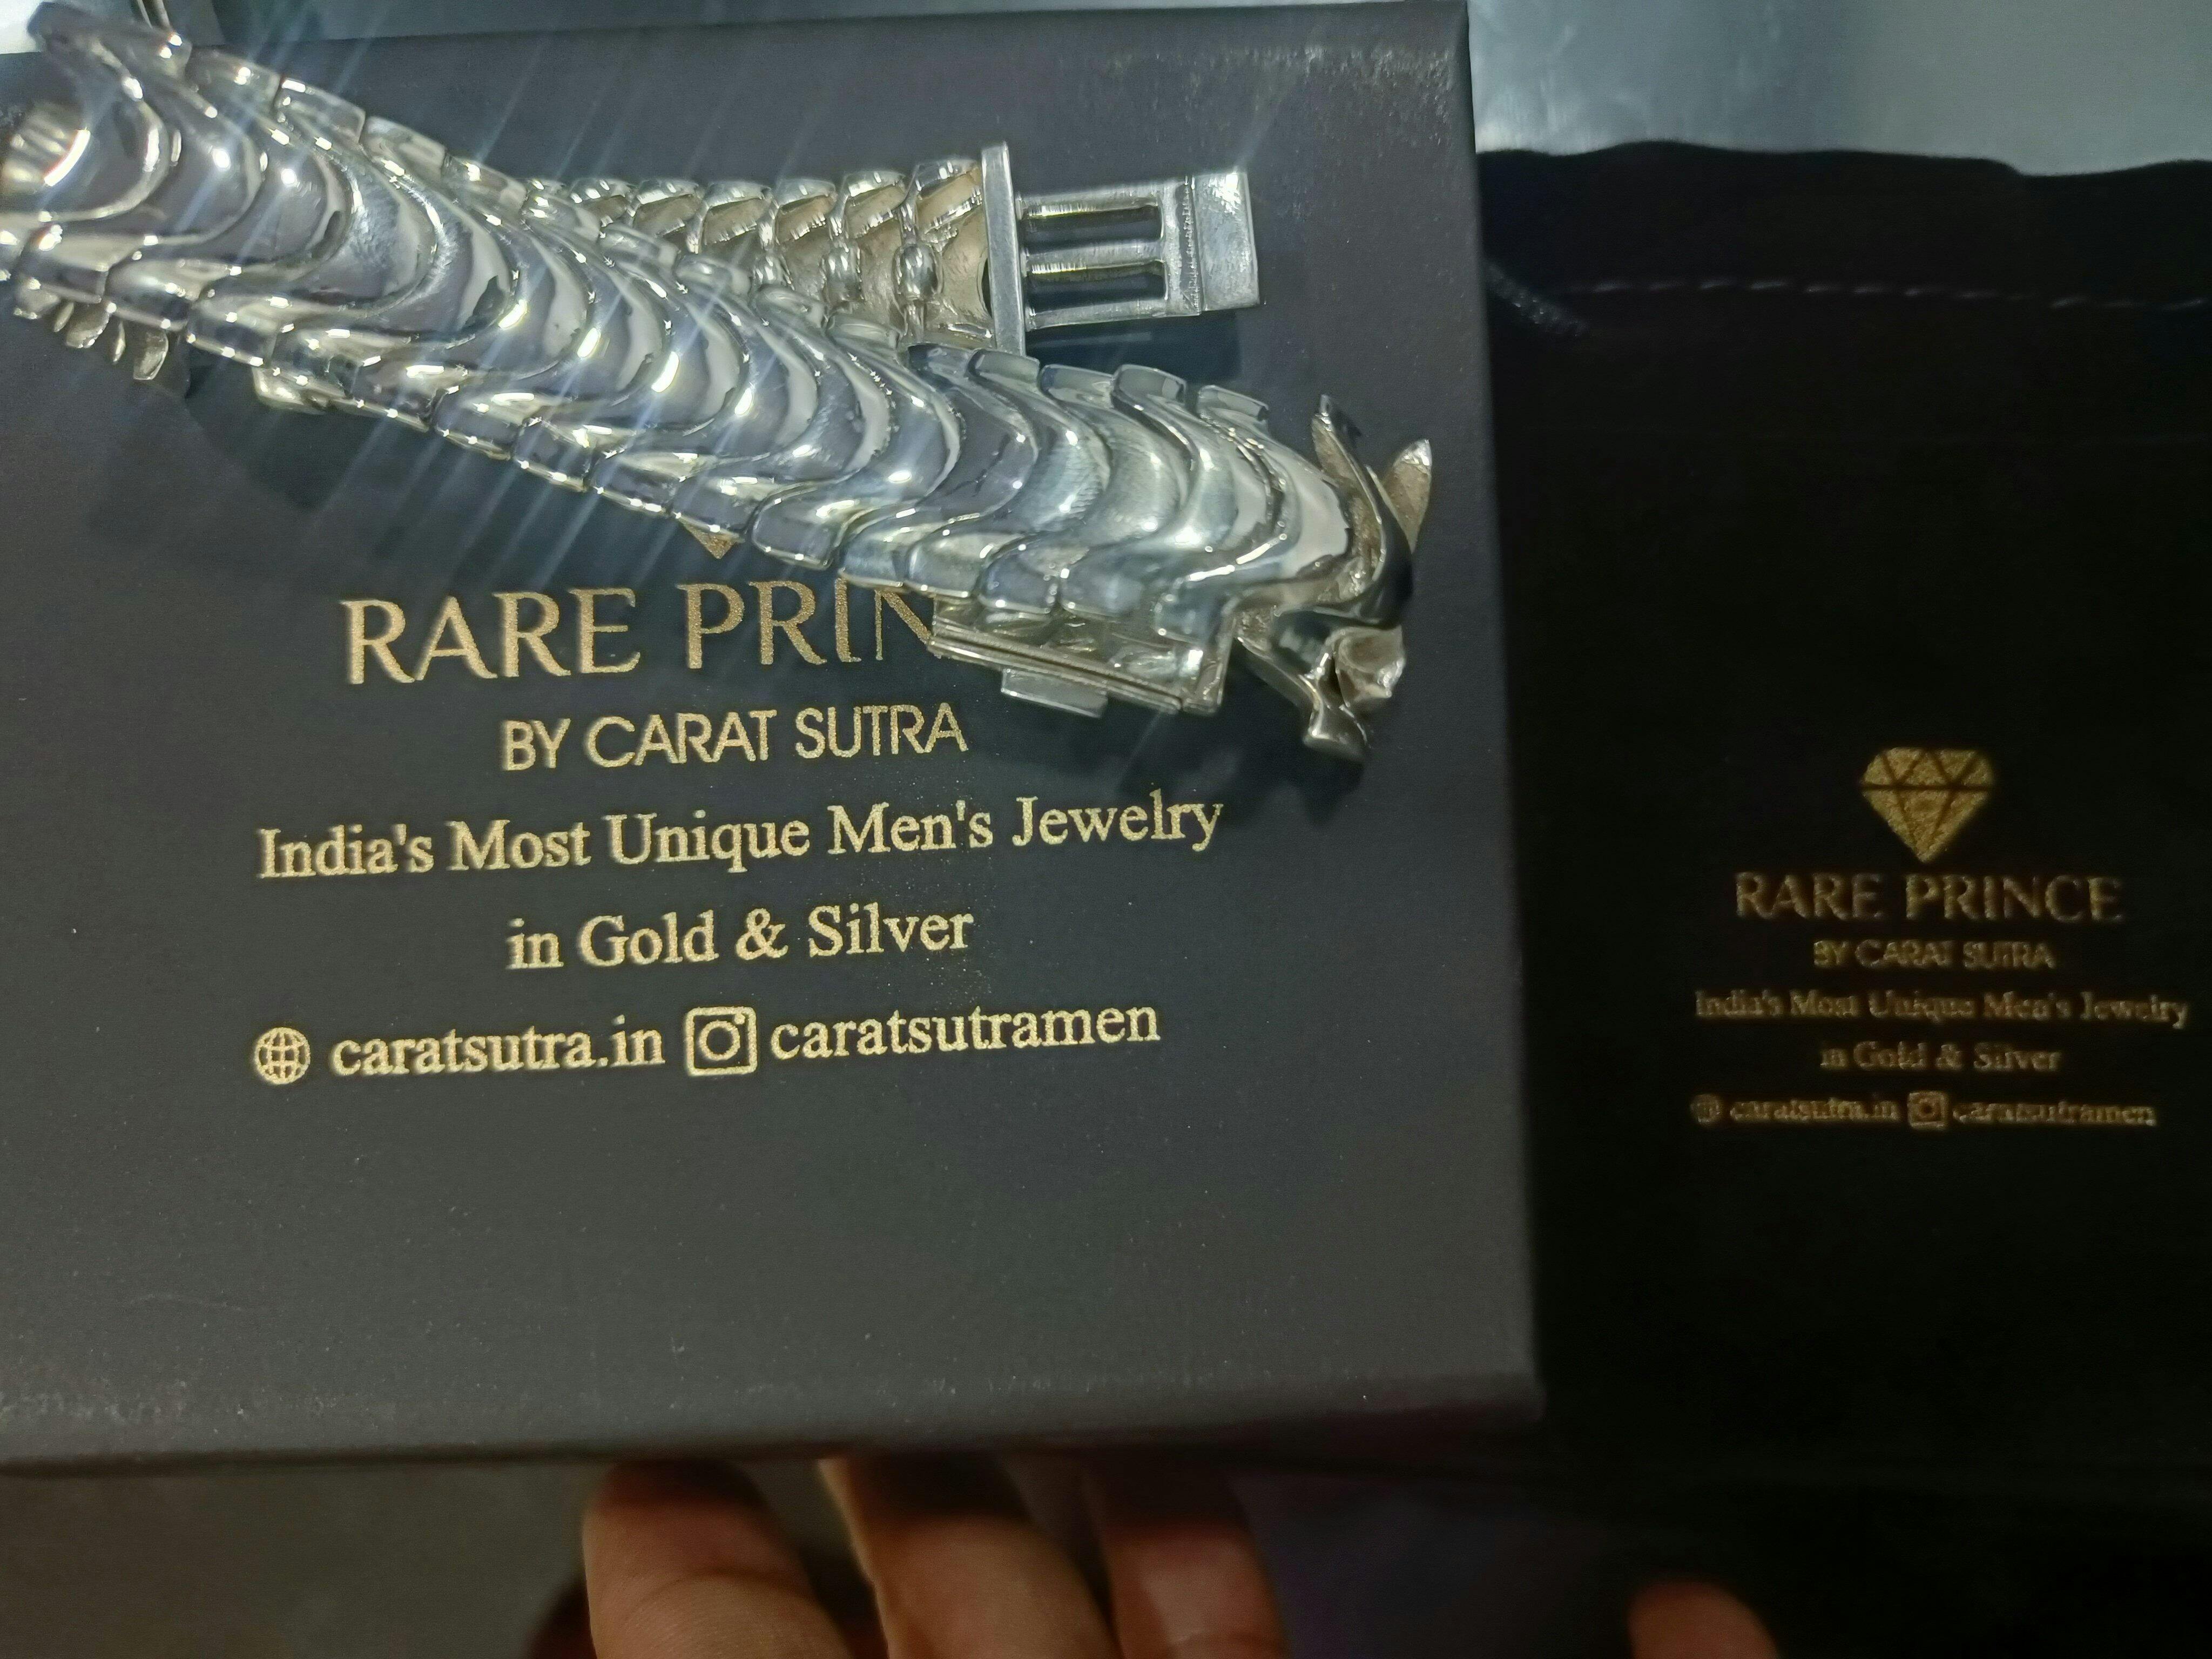 RARE PRIN
BY CARAT SUTRA
India's Most Unique Men's Jewelry
in Gold & Silver
caratsutra.in caratsutramen
RARE PRINCE
BY CARAT SUTRA
India's Most Unique Men's Jewelry
in Gold & Silver
caratsutra.in caratsutramen